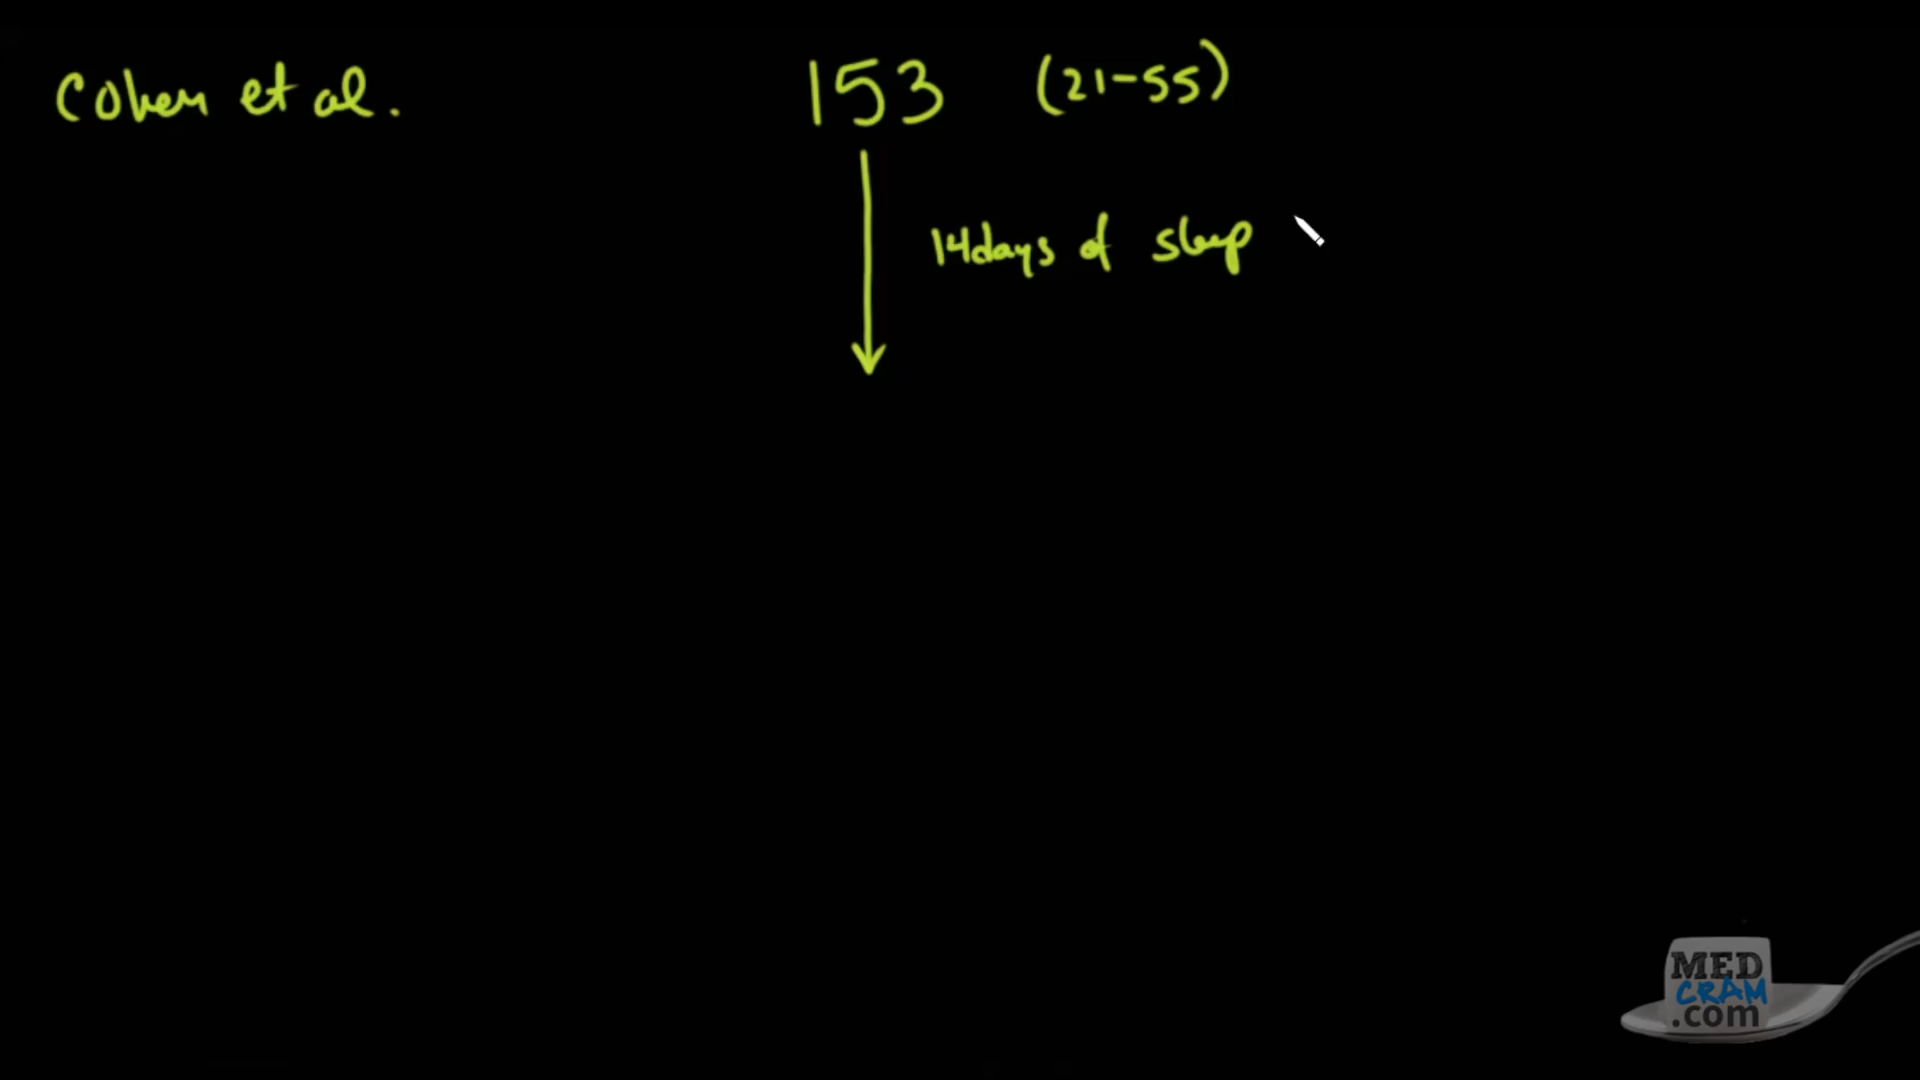 Cohen et al.
153 (21-55)
14days of sleep
MED
CRAM
.com